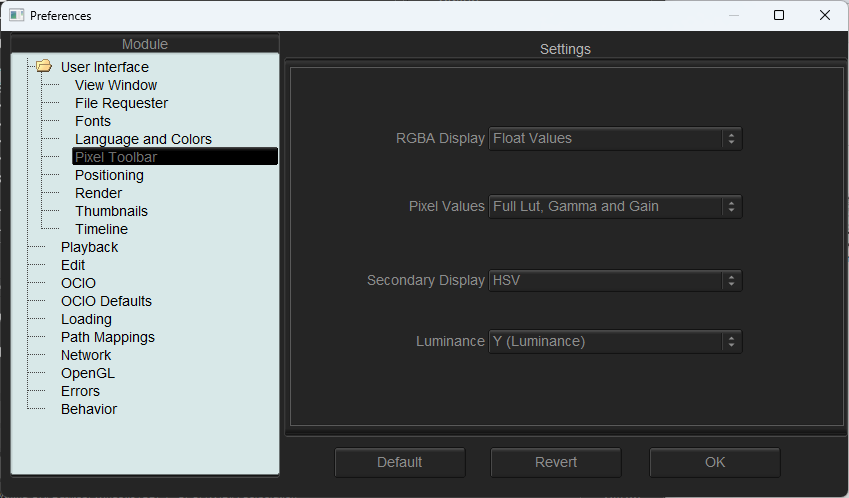 Preferences
Module
User Interface
View Window
File Requester
Fonts
Language and Colors
Pixel Toolbar
Positioning
Render
Thumbnails
Timeline
Playback
Edit
OCIO
OCIO Defaults
Loading
Path Mappings
Network
OpenGL
Errors
Behavior
Settings
RGBA Display Float Values
Pixel Values Full Lut, Gamma and Gain
Secondary Display HSV
Luminance Y (Luminance)
Default Revert OK